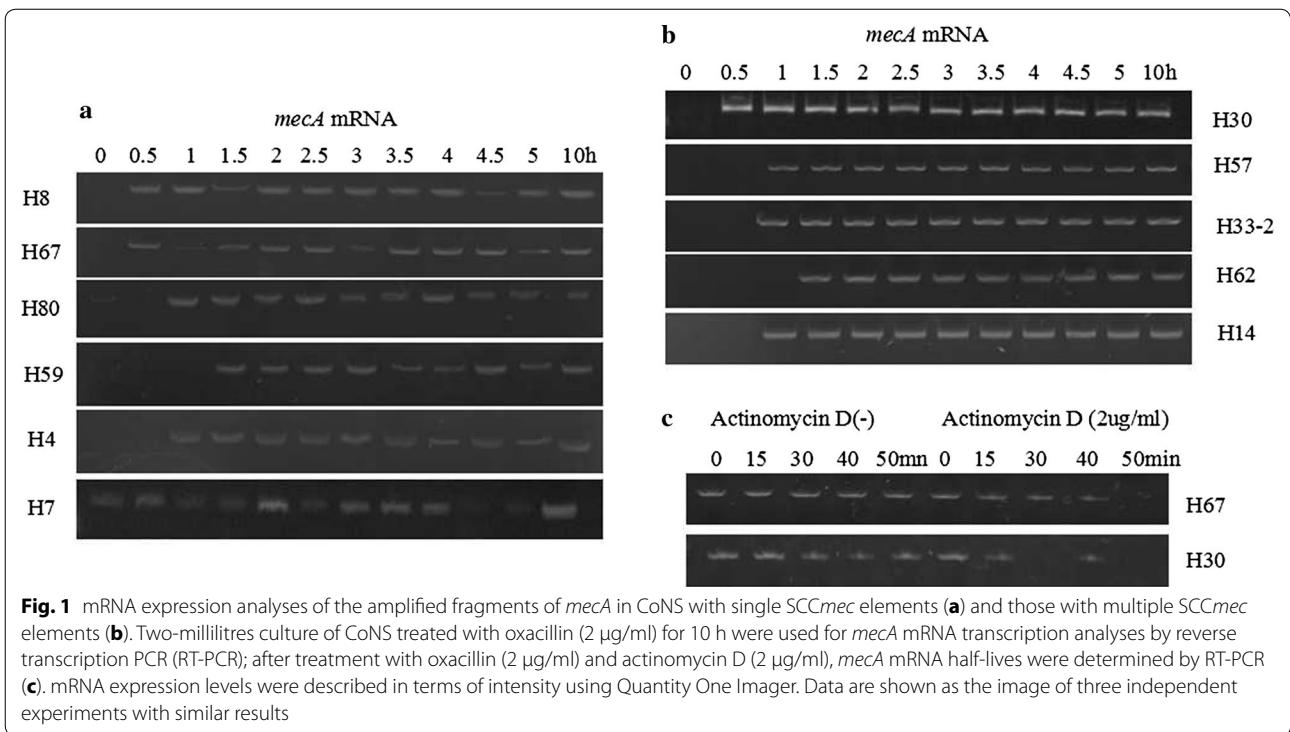 a
mecA mRNA
0 0.5 1 1.5 2 2.5 3 3.5 4 4.5 5 10h
H8
H67
H80
H59
H4
H7
b
mecA mRNA
0 0.5 1 1.5 2 2.5 3 3.5 4 4.5 5 10h
H30
H57
H33-2
H62
H14
c
Actinomycin D(-) Actinomycin D (2ug/ml)
0 15 30 40 50mn 0 15 30 40 50min
H67
H30
Fig. 1 mRNA expression analyses of the amplified fragments of mecA in CoNS with single SCCmec elements (a) and those with multiple SCCmec
elements (b). Two-millilitres culture of CoNS treated with oxacillin (2 µg/ml) for 10 h were used for mecA mRNA transcription analyses by reverse
transcription PCR (RT-PCR); after treatment with oxacillin (2 µg/ml) and actinomycin D (2 µg/ml), mecA mRNA half-lives were determined by RT-PCR
(c). mRNA expression levels were described in terms of intensity using Quantity One Imager. Data are shown as the image of three independent
experiments with similar results